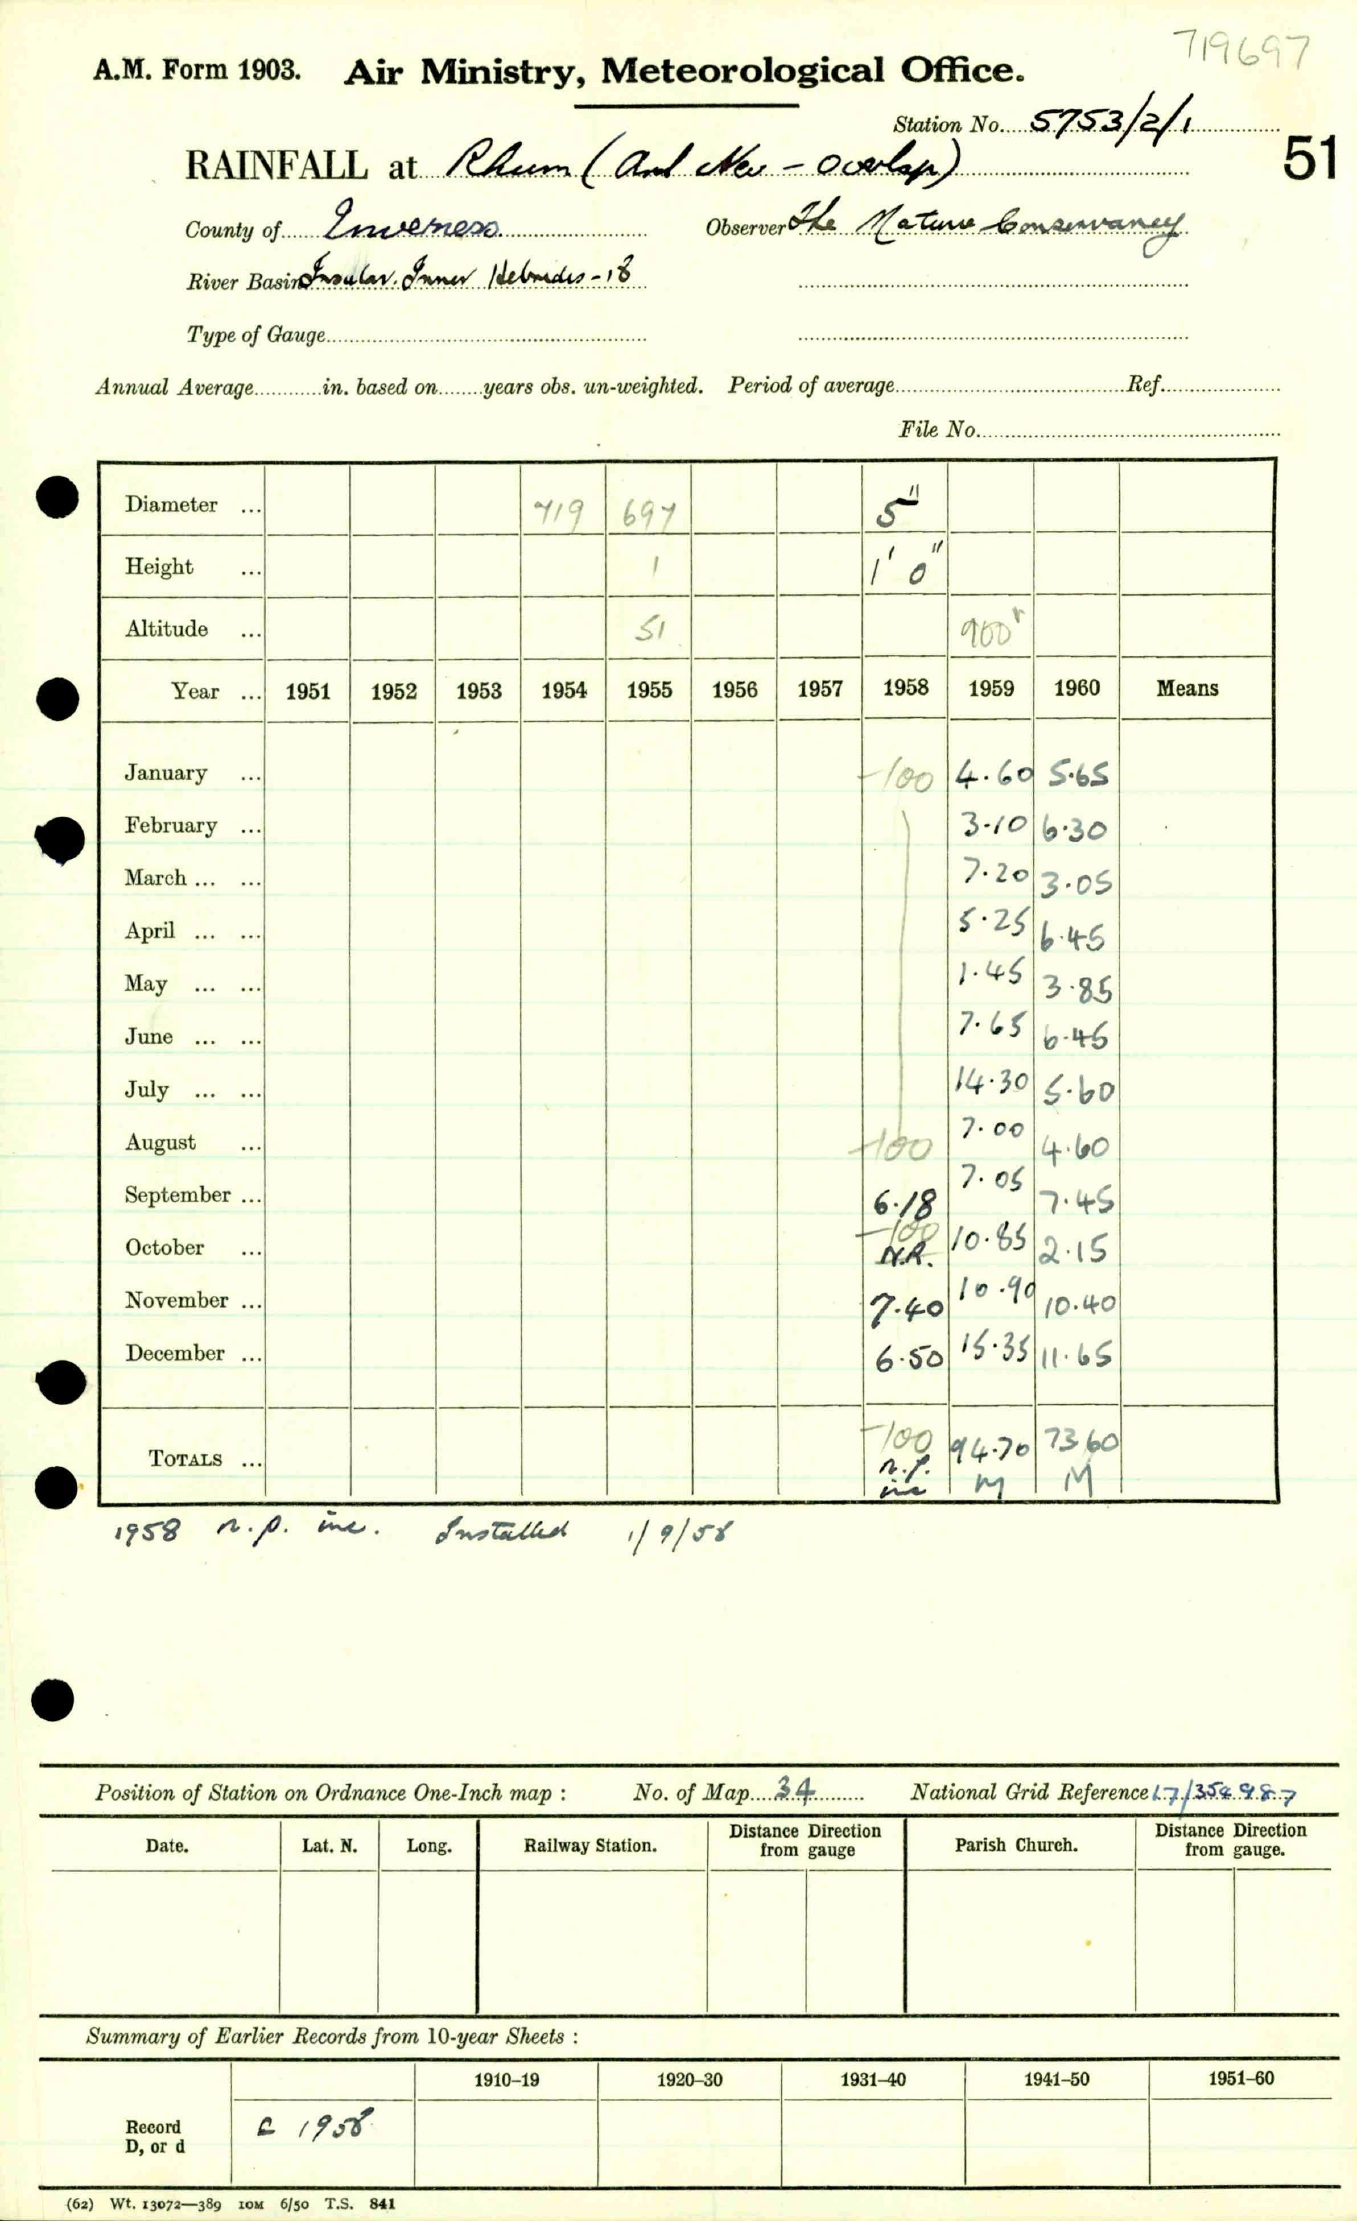 719697
A.M. Form 1903. Air Ministry, Meteorological Office.
Station No. 5753/2/1
51
RAINFALL at Rhum (Ard Nev - Overlap)
County of Inverness Observer The Nature Conservancy
River Basin Insular. Inner Hebrides - 18
Type of Gauge
Annual Average in. based on years obs. un-weighted. Period of average Ref.
File No.
Diameter ... 719 697 5"
Height ... 1 1' 0"
Altitude ... 51 900
Year ... 1951 1952 1953 1954 1955 1956 1957 1958 1959 1960 Means
January ... -100 4.60 5.65
February ... 3.10 6.30
March ... ... 7.20 3.05
April ... ... 5.25 6.45
May ... ... 1.45 3.85
June ... ... 7.65 6.45
July ... ... 14.30 5.60
August ... -100 7.00 4.60
September ... 6.18 7.05 7.45
October ... -100 N.R. 10.85 2.15
November ... 7.40 10.90 10.40
December ... 6.50 15.35 11.65
TOTALS ... -100 94.70 73.60
n.p. inc M M
1958 n.p. inc. Installed 1/9/58
Position of Station on Ordnance One-Inch map : No. of Map 34 National Grid Reference 17/354987
Date. Lat. N. Long. Railway Station. Distance from Direction gauge Parish Church. Distance from Direction gauge.
Summary of Earlier Records from 10-year Sheets :
1910–19 1920–30 1931–40 1941–50 1951–60
Record D, or d 1958
(62) Wt. 13072—389 10M 6/50 T.S. 841